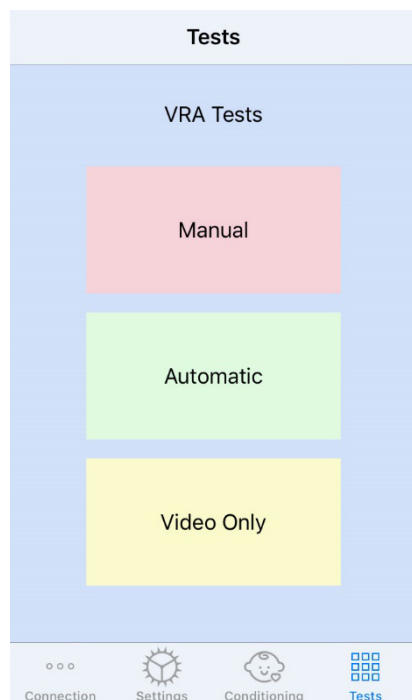 Tests
VRA Tests
Manual
Automatic
Video Only
Connection Settings Conditioning Tests